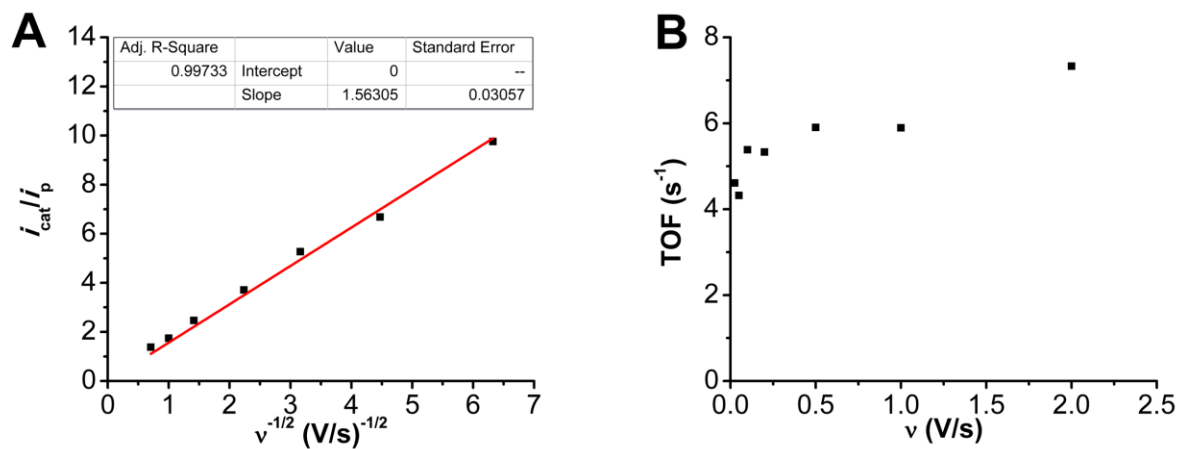 A
14
12
10
8
6
4
2
0
Adj. R-Square Value Standard Error
0.99733 Intercept 0 --
Slope 1.56305 0.03057
i_cat/i_p
0 1 2 3 4 5 6 7
ν^-1/2 (V/s)^-1/2
B
8
6
4
2
0
TOF (s^-1)
0.0 0.5 1.0 1.5 2.0 2.5
ν (V/s)